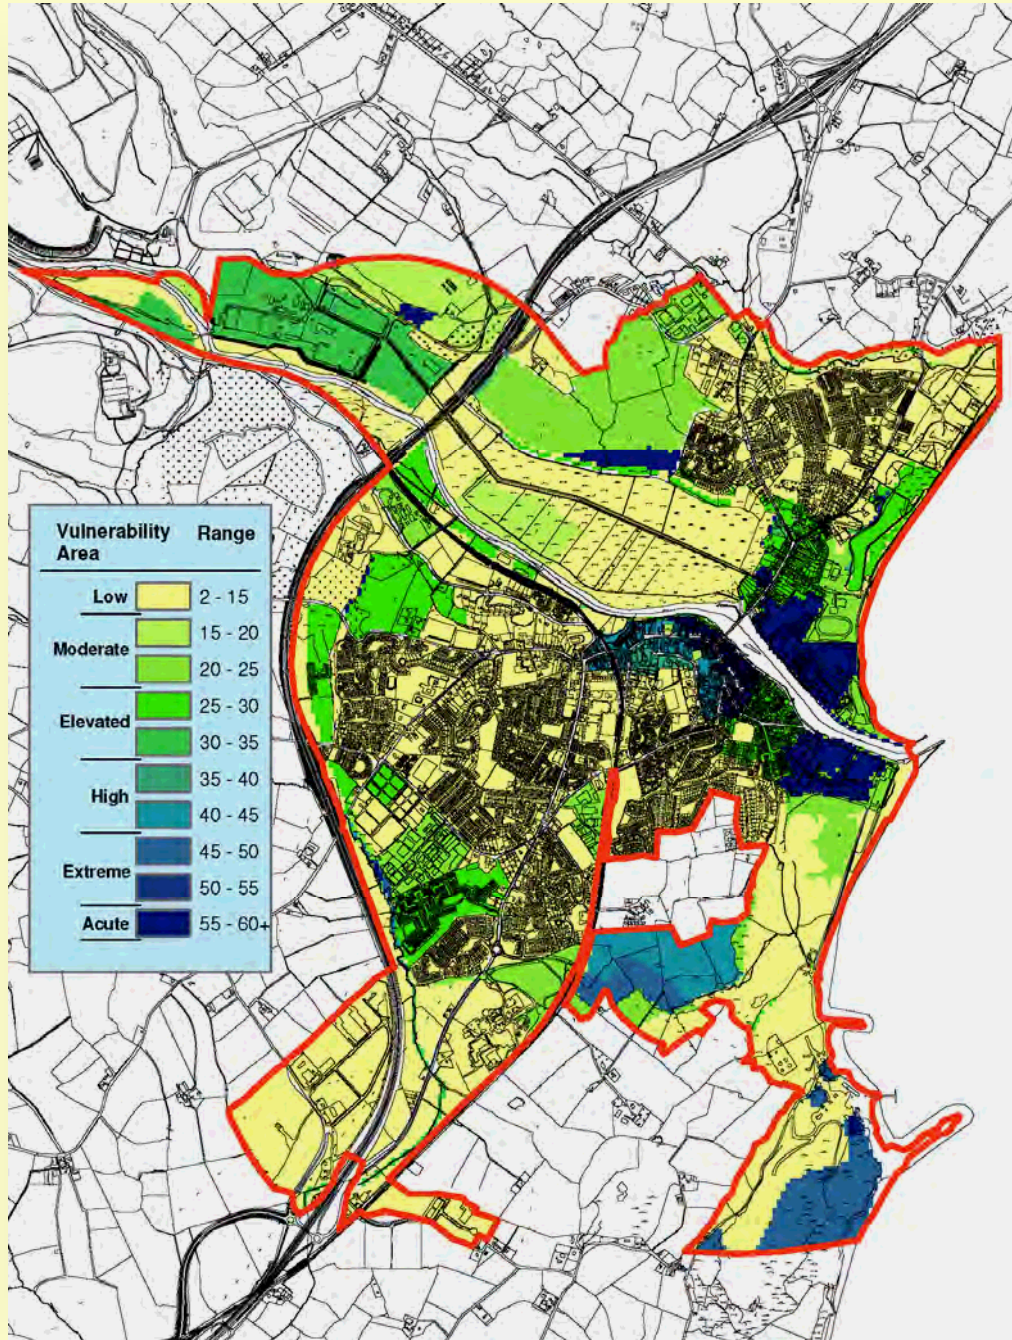 Vulnerability Range
Area
Low 2 - 15
15 - 20
Moderate
20 - 25
25 - 30
Elevated
30 - 35
35 - 40
High
40 - 45
45 - 50
Extreme
50 - 55
Acute 55 - 60+